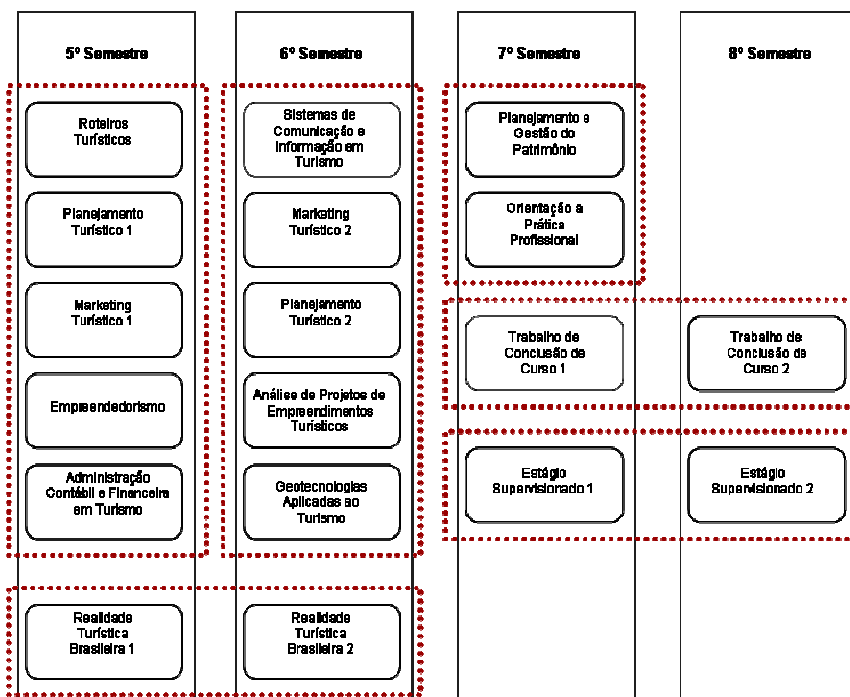 5º Semestre
6º Semestre
7º Semestre
8º Semestre
Roteiros
Turísticos
Planejamento
Turístico 1
Marketing
Turístico 1
Empreendedorismo
Administração
Contábil e Financeira
em Turismo
Realidade
Turística
Brasileira 1
Sistemas de
Comunicação e
Informação em
Turismo
Marketing
Turístico 2
Planejamento
Turístico 2
Análise de Projetos de
Empreendimentos
Turísticos
Geotecnologias
Aplicadas ao
Turismo
Realidade
Turística
Brasileira 2
Planejamento e
Gestão do
Patrimônio
Orientação a
Prática
Profissional
Trabalho de
Conclusão de
Curso 1
Estágio
Supervisionado 1
Trabalho de
Conclusão de
Curso 2
Estágio
Supervisionado 2